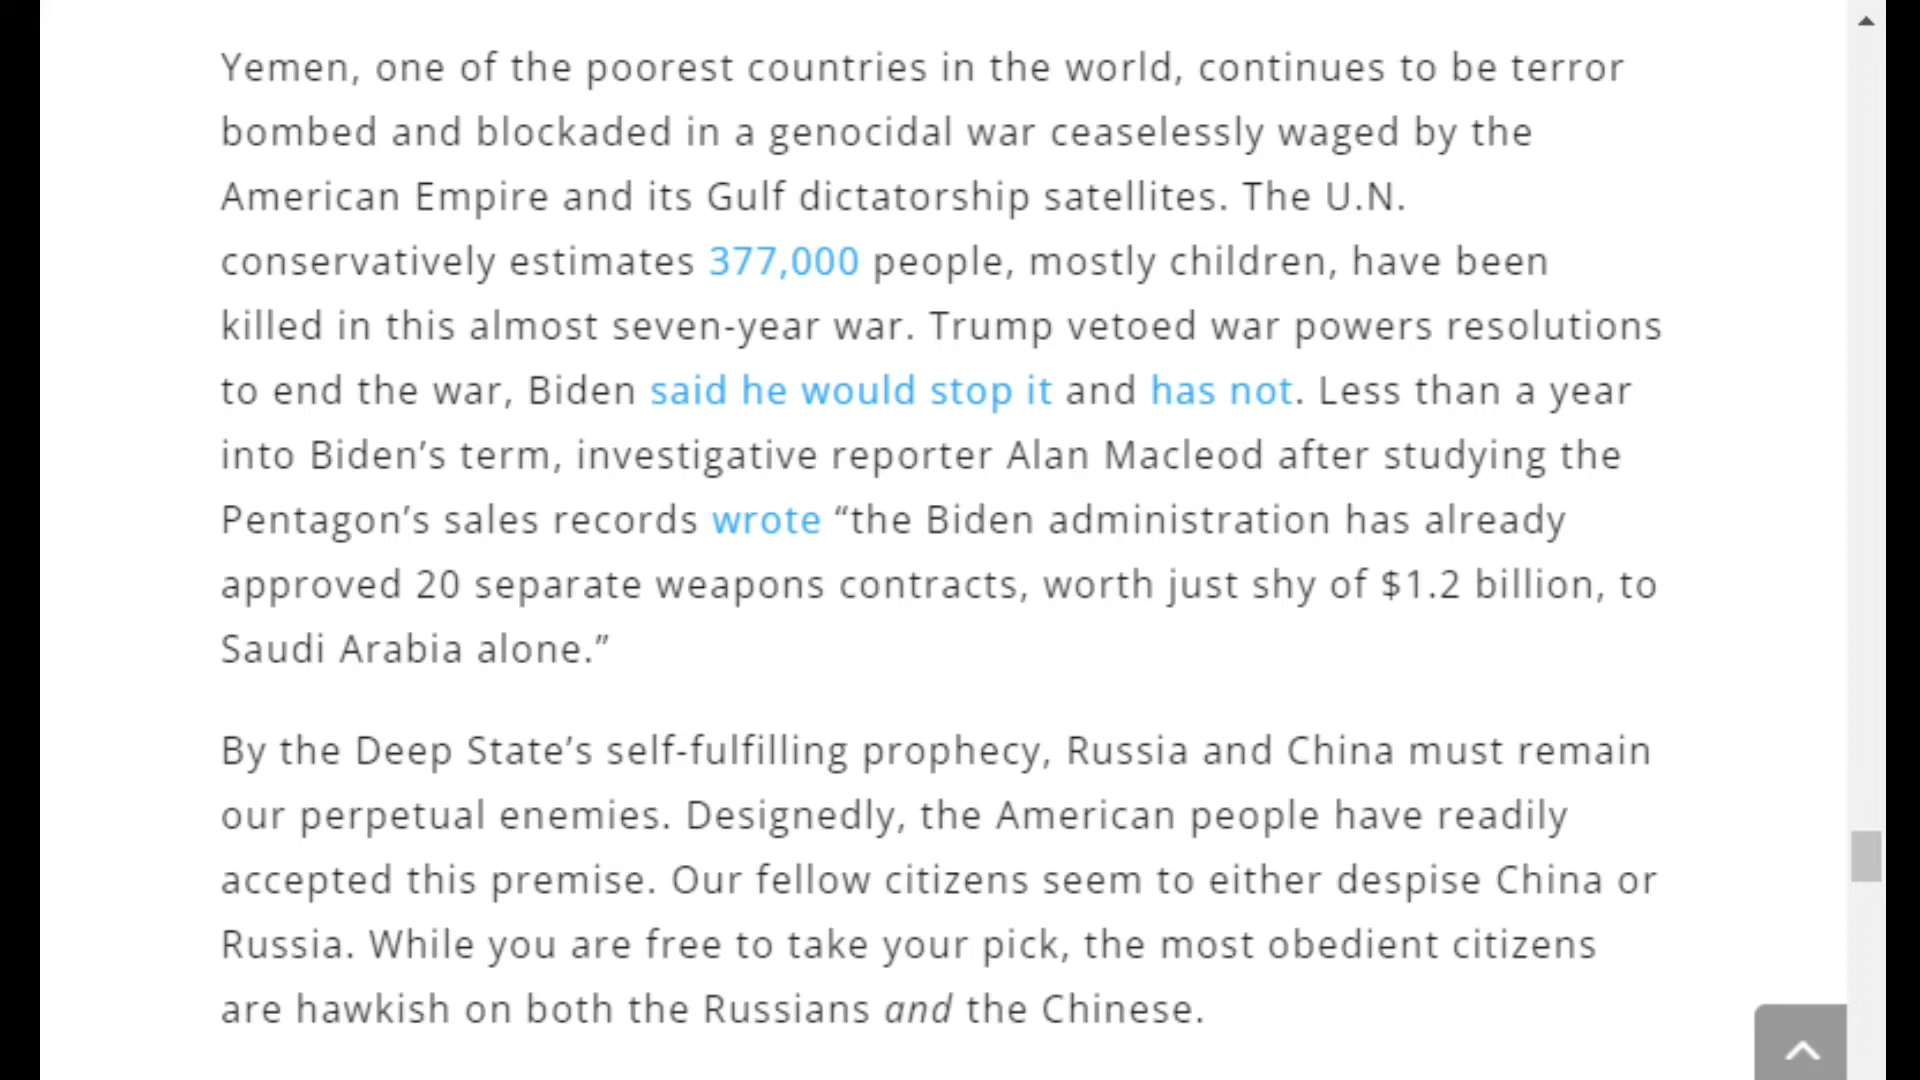 Yemen, one of the poorest countries in the world, continues to be terror
bombed and blockaded in a genocidal war ceaselessly waged by the
American Empire and its Gulf dictatorship satellites. The U.N.
conservatively estimates 377,000 people, mostly children, have been
killed in this almost seven-year war. Trump vetoed war powers resolutions
to end the war, Biden said he would stop it and has not. Less than a year
into Biden’s term, investigative reporter Alan Macleod after studying the
Pentagon’s sales records wrote “the Biden administration has already
approved 20 separate weapons contracts, worth just shy of $1.2 billion, to
Saudi Arabia alone.”
By the Deep State’s self-fulfilling prophecy, Russia and China must remain
our perpetual enemies. Designedly, the American people have readily
accepted this premise. Our fellow citizens seem to either despise China or
Russia. While you are free to take your pick, the most obedient citizens
are hawkish on both the Russians and the Chinese.